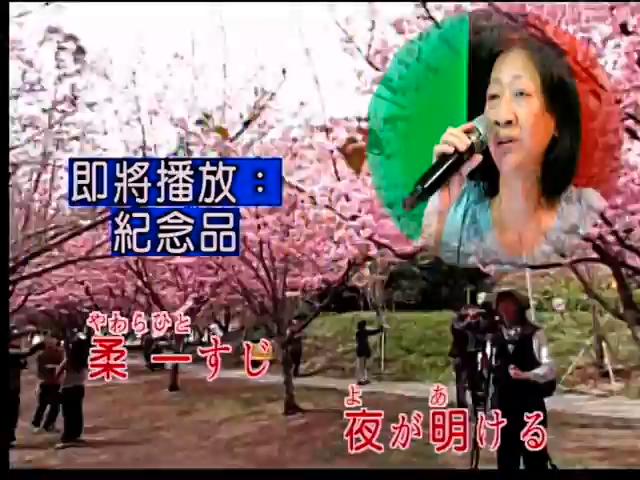 即將播放：
紀念品
やわらひと
柔 一すじ
よ あ
夜が明ける